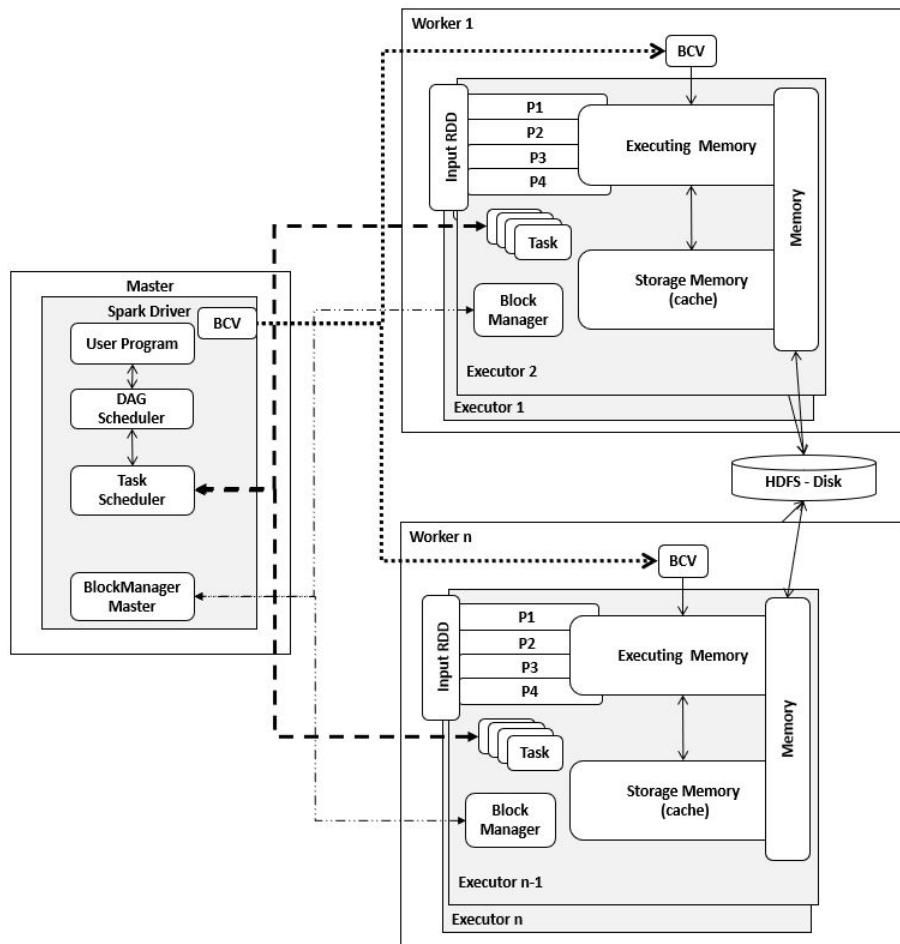 Worker 1
BCV
Input RDD
P1
P2
P3
P4
Executing Memory
Memory
Task
Storage Memory
(cache)
Block
Manager
Executor 2
Executor 1
Master
Spark Driver
BCV
User Program
DAG
Scheduler
Task
Scheduler
BlockManager
Master
HDFS - Disk
Worker n
BCV
Input RDD
P1
P2
P3
P4
Executing Memory
Memory
Task
Storage Memory
(cache)
Block
Manager
Executor n-1
Executor n